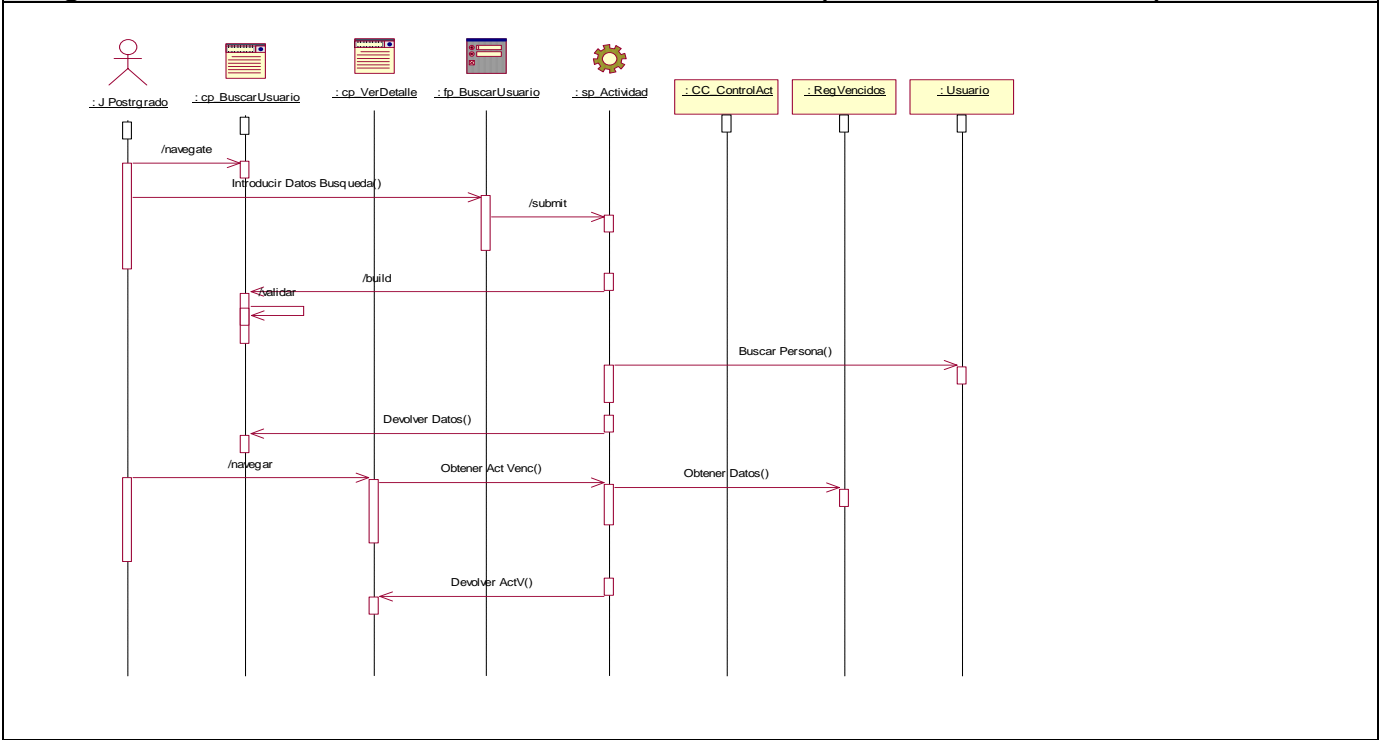 : J Postrgrado
: cp_BuscarUsuario
: cp_VerDetalle
: fp_BuscarUsuario
: sp_Actividad
: CC_ControlAct
: RegVencidos
: Usuario
/navegate
Introducir Datos Busqueda()
/submit
/build
/validar
Buscar Persona()
Devolver Datos()
/navegar
Obtener Act Venc()
Obtener Datos()
Devolver ActV()